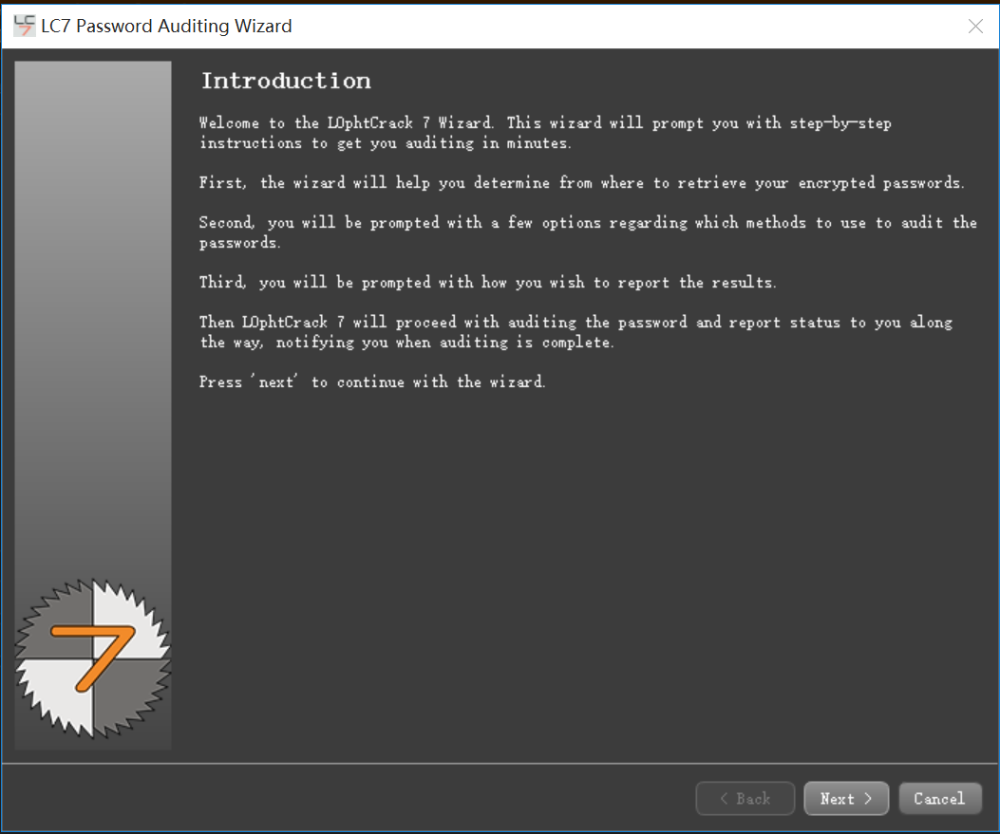 LC7 Password Auditing Wizard
Introduction
Welcome to the L0phtCrack 7 Wizard. This wizard will prompt you with step-by-step
instructions to get you auditing in minutes.
First, the wizard will help you determine from where to retrieve your encrypted passwords.
Second, you will be prompted with a few options regarding which methods to use to audit the
passwords.
Third, you will be prompted with how you wish to report the results.
Then L0phtCrack 7 will proceed with auditing the password and report status to you along
the way, notifying you when auditing is complete.
Press 'next' to continue with the wizard.
7
< Back
Next >
Cancel